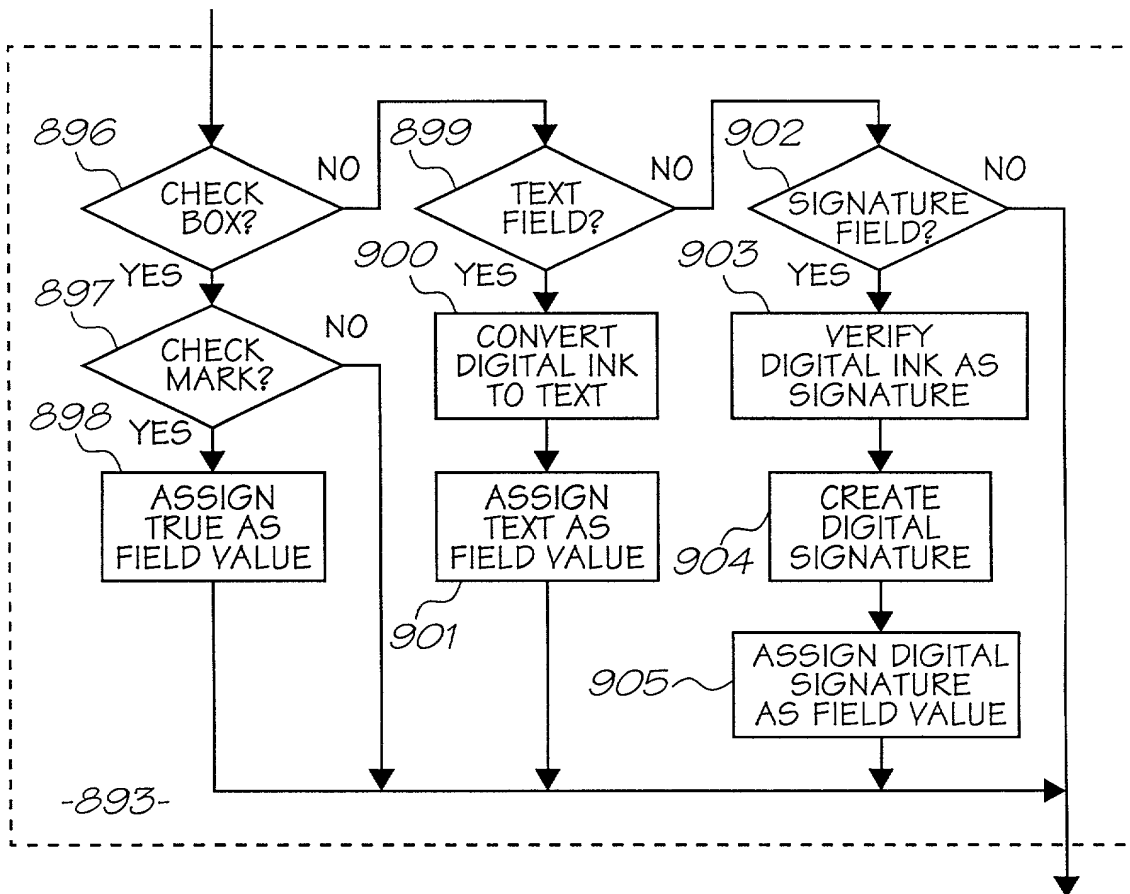 896
CHECK
BOX?
NO
YES
897
CHECK
MARK?
NO
YES
898
ASSIGN
TRUE AS
FIELD VALUE
899
TEXT
FIELD?
NO
YES
900
CONVERT
DIGITAL INK
TO TEXT
ASSIGN
TEXT AS
FIELD VALUE
901
902
SIGNATURE
FIELD?
NO
YES
903
VERIFY
DIGITAL INK AS
SIGNATURE
CREATE
DIGITAL
SIGNATURE
904
ASSIGN DIGITAL
SIGNATURE
AS FIELD VALUE
905
-893-